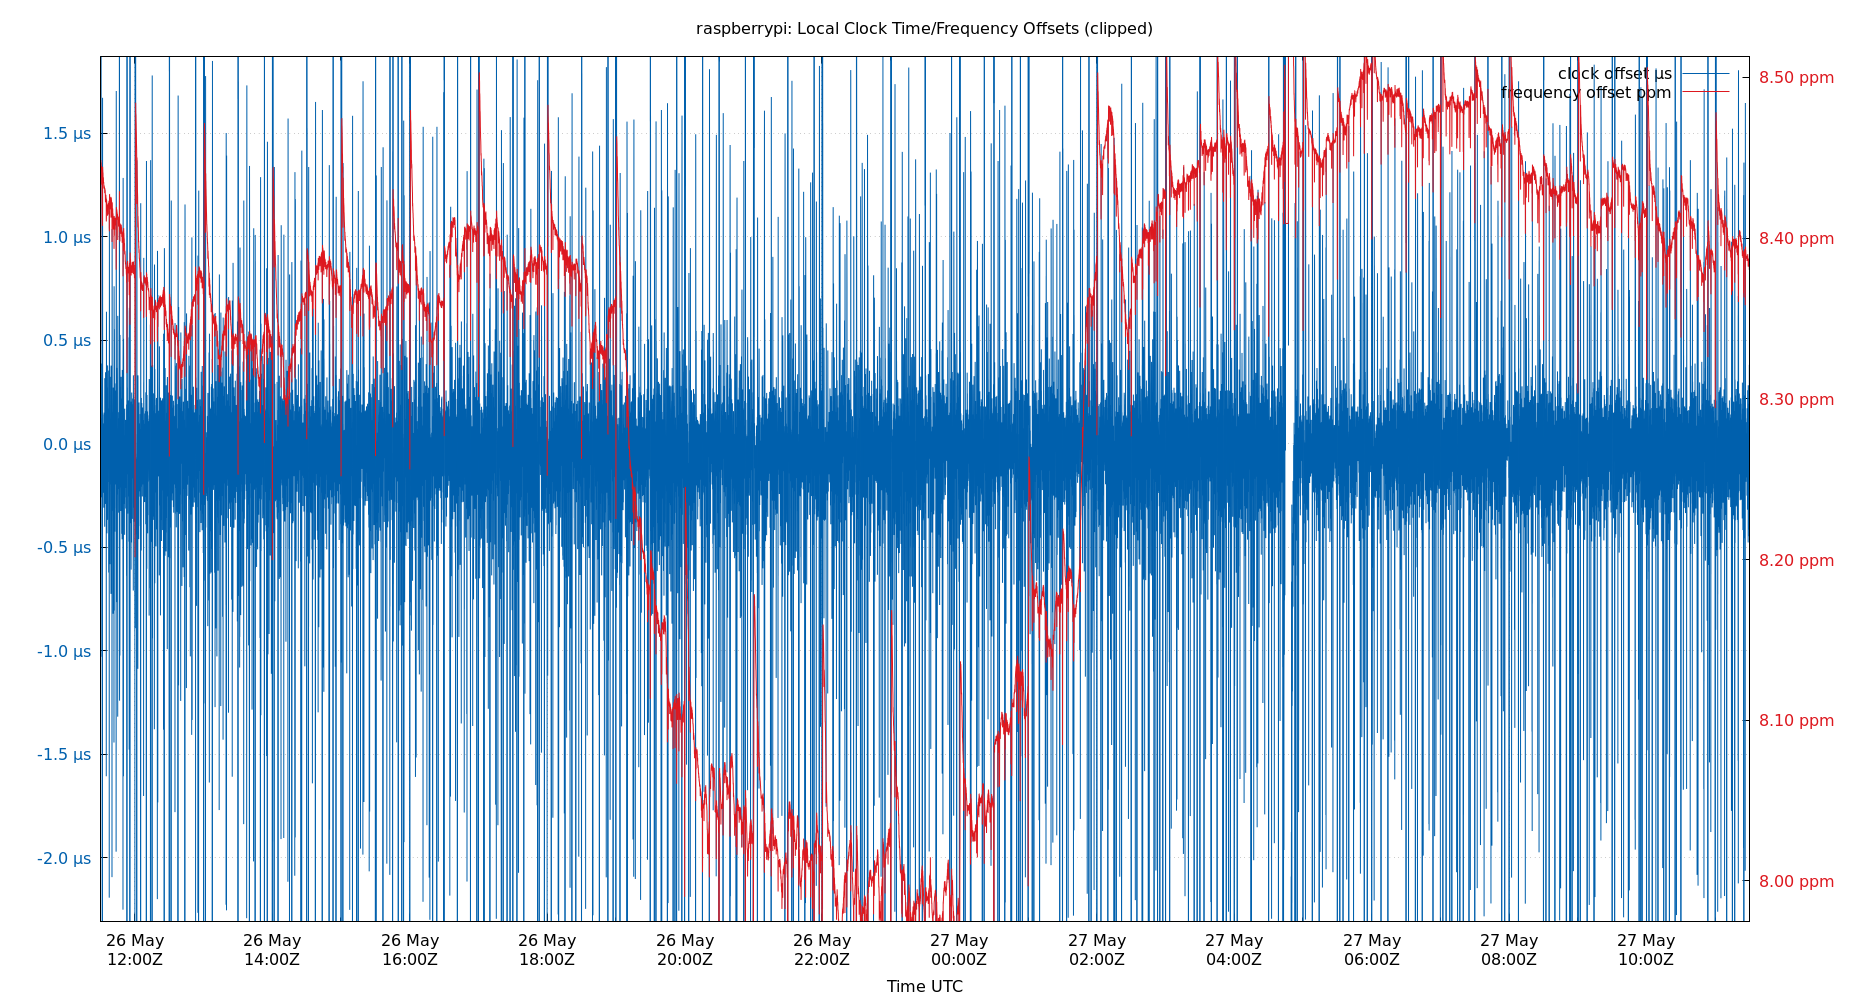 raspberrypi: Local Clock Time/Frequency Offsets (clipped)
clock offset µs
frequency offset ppm
1.5 µs
1.0 µs
0.5 µs
0.0 µs
-0.5 µs
-1.0 µs
-1.5 µs
-2.0 µs
8.50 ppm
8.40 ppm
8.30 ppm
8.20 ppm
8.10 ppm
8.00 ppm
26 May 26 May 26 May 26 May 26 May 26 May 27 May 27 May 27 May 27 May 27 May 27 May
12:00Z 14:00Z 16:00Z 18:00Z 20:00Z 22:00Z 00:00Z 02:00Z 04:00Z 06:00Z 08:00Z 10:00Z
Time UTC